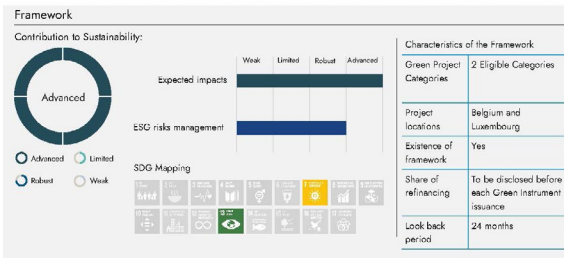 Framework
Contribution to Sustainability:
Advanced
Advanced
Limited
Robust
Weak
Weak
Limited
Robust
Advanced
Expected impacts
ESG risks management
SDG Mapping
Characteristics of the Framework
Green Project
Categories
2 Eligible Categories
Project
locations
Belgium and
Luxembourg
Existence of
framework
Yes
Share of
refinancing
To be disclosed before
each Green Instrument
issuance
Look back
period
24 months